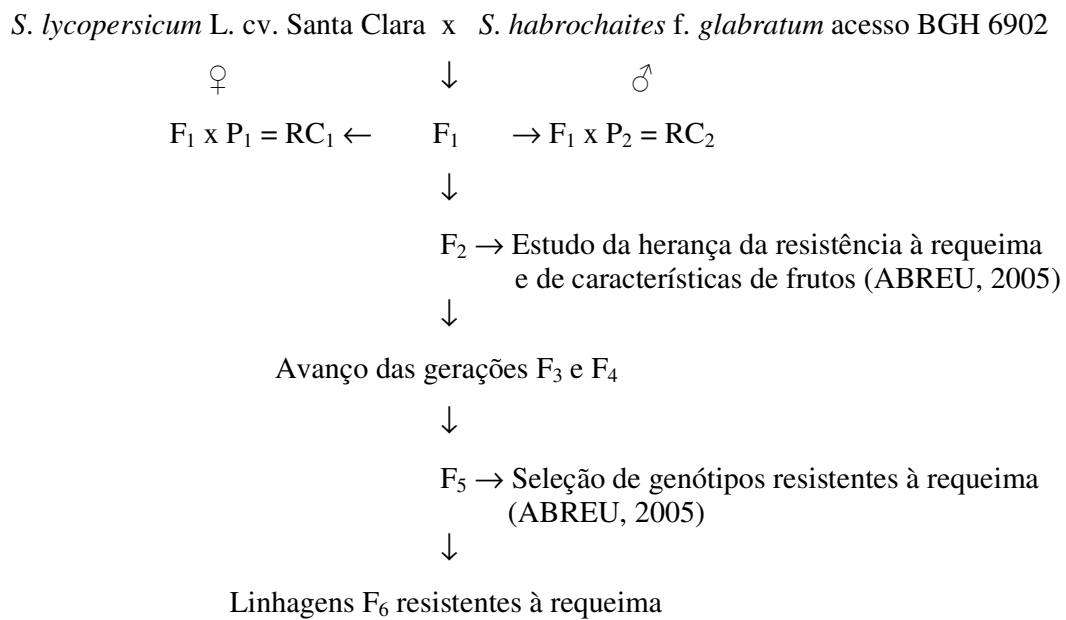 S. lycopersicum L. cv. Santa Clara x S. habrochaites f. glabratum acesso BGH 6902
♀ ↓ ♂
F₁ x P₁ = RC₁ ← F₁ → F₁ x P₂ = RC₂
↓
F₂ → Estudo da herança da resistência à requeima
e de características de frutos (ABREU, 2005)
↓
Avanço das gerações F₃ e F₄
↓
F₅ → Seleção de genótipos resistentes à requeima
(ABREU, 2005)
↓
Linhagens F₆ resistentes à requeima